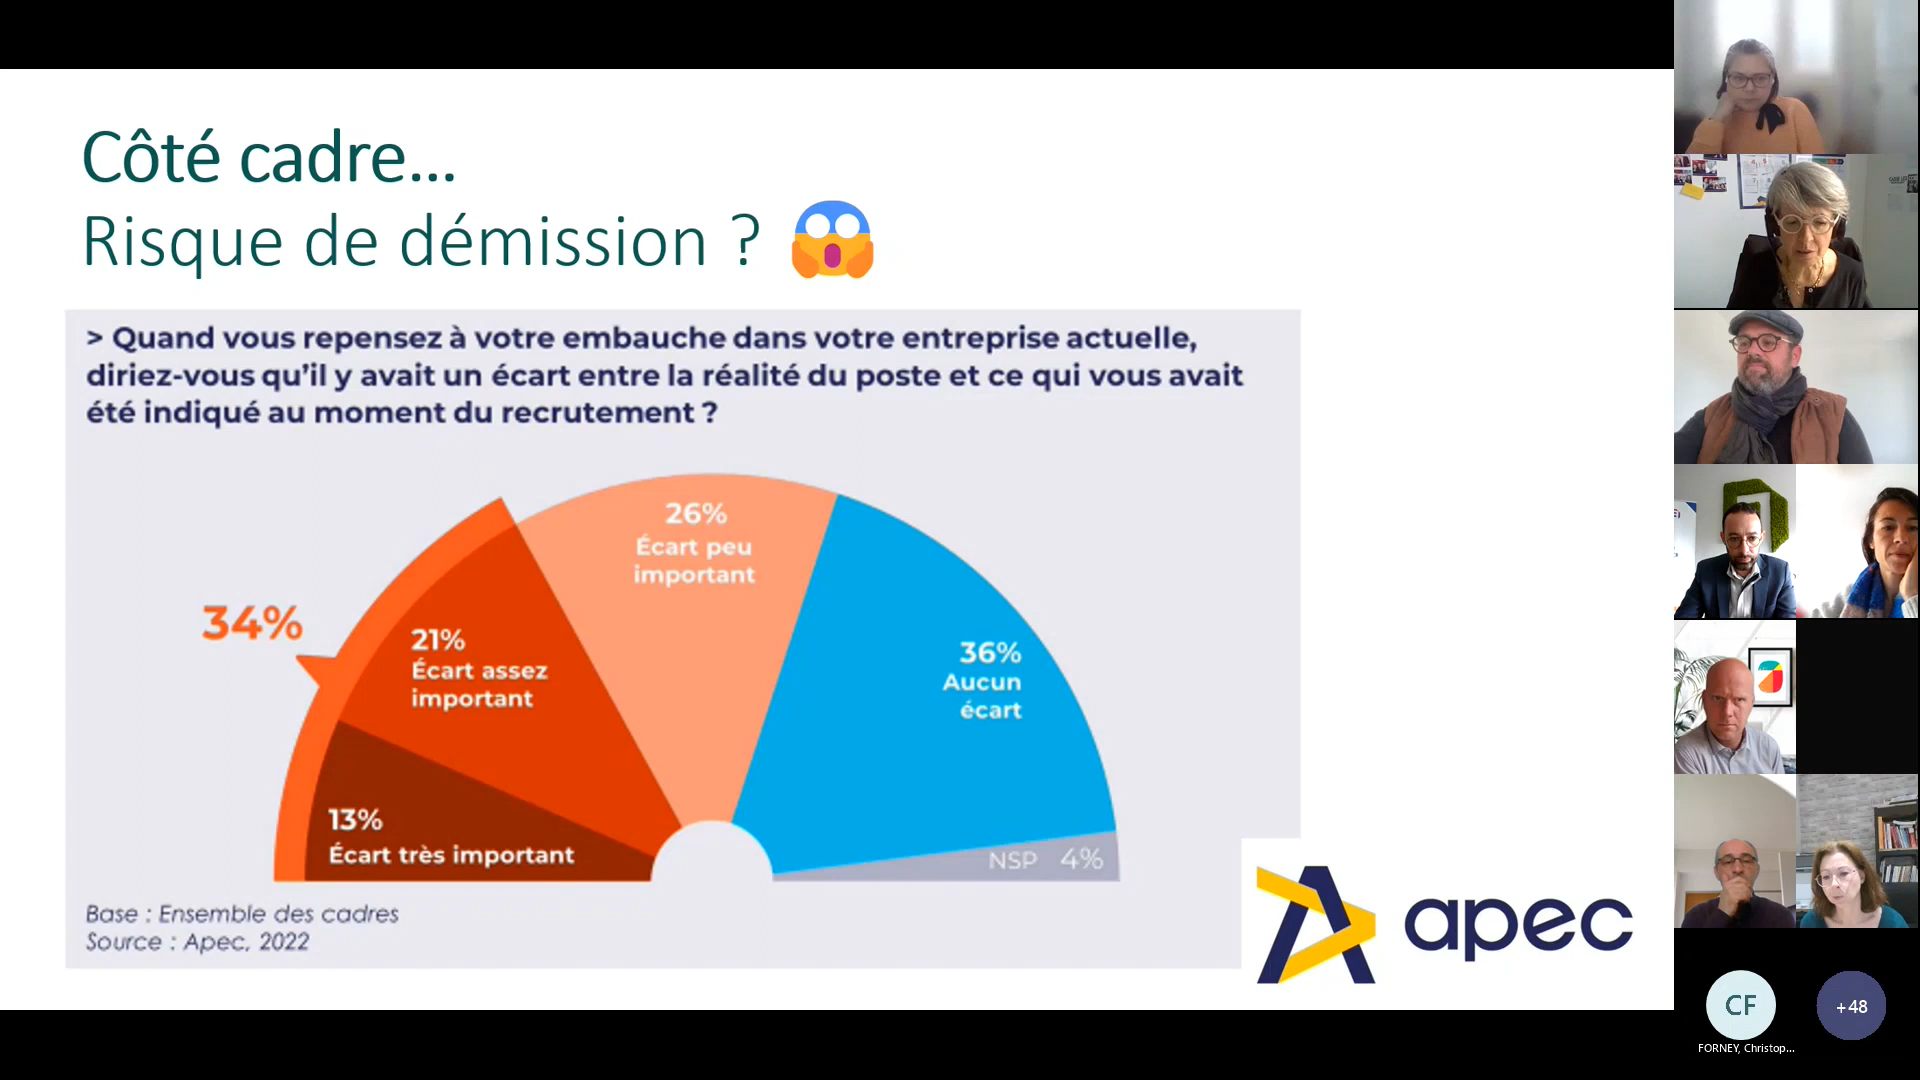 Côté cadre...
Risque de démission ?
> Quand vous repensez à votre embauche dans votre entreprise actuelle,
diriez-vous qu'il y avait un écart entre la réalité du poste et ce qui vous avait
été indiqué au moment du recrutement ?
34%
26%
Écart peu
important
21%
Écart assez
important
36%
Aucun
écart
13%
Écart très important
NSP 4%
Base : Ensemble des cadres
Source : Apec, 2022
apec
CF
FORNEY, Christop...
+48